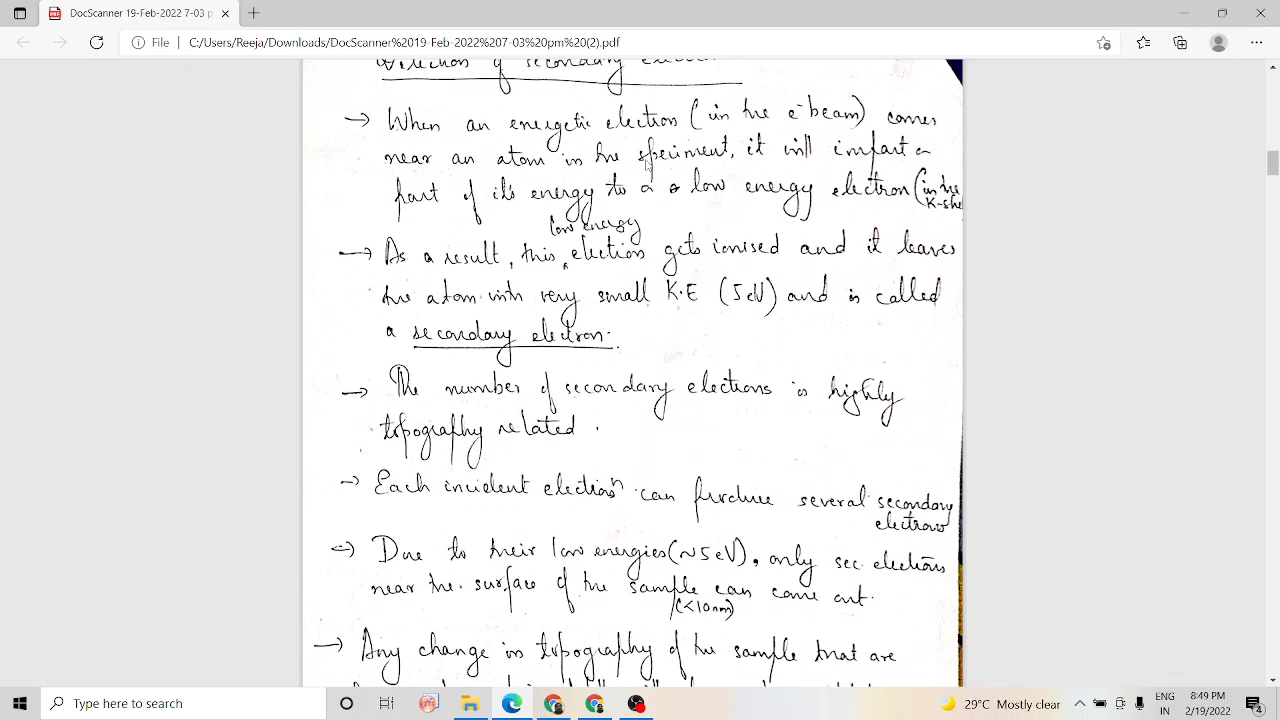 DocScanner 19-Feb-2022 7-03 p
File
C:/Users/Reeja/Downloads/DocScanner%2019-Feb-2022%207-03%20pm%20(2).pdf
of secondary
→ When an energetic electron (in the e⁻ beam) comes
near an atom in the speciment, it will impart a
part of it's energy to a low energy electron (in the
K-she
low energy
→ As a result, this electron gets ionised and it leaves
the atom with very small K.E (5eV) and is called
a secondary electron.
→ The number of secondary electrons is highly
topography related.
→ Each incident electron can produce several secondary
electrons
→ Due to their low energies (~5eV), only sec. electrons
near the surface of the sample can come out.
(<10nm)
→ Any change in topography of the sample that are
Type here to search
29°C Mostly clear
ENG
IN
8:49 PM
2/19/2022
4